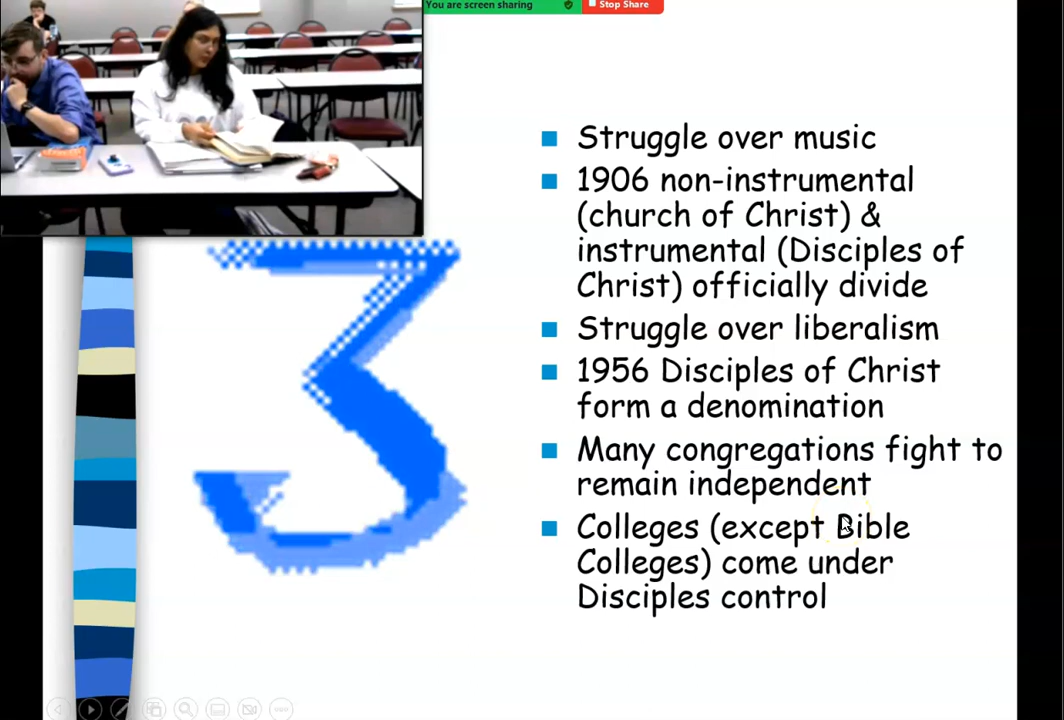 You are screen sharing
Stop Share
3
Struggle over music
1906 non-instrumental
(church of Christ) &
instrumental (Disciples of
Christ) officially divide
Struggle over liberalism
1956 Disciples of Christ
form a denomination
Many congregations fight to
remain independent
Colleges (except Bible
Colleges) come under
Disciples control